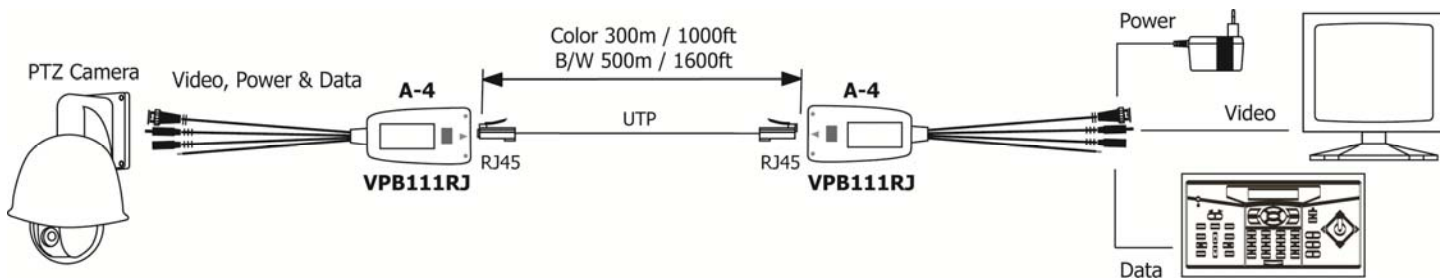 PTZ Camera
Video, Power & Data
A-4
VPB111RJ
Color 300m / 1000ft
B/W 500m / 1600ft
UTP
RJ45
RJ45
A-4
VPB111RJ
Power
Video
Data